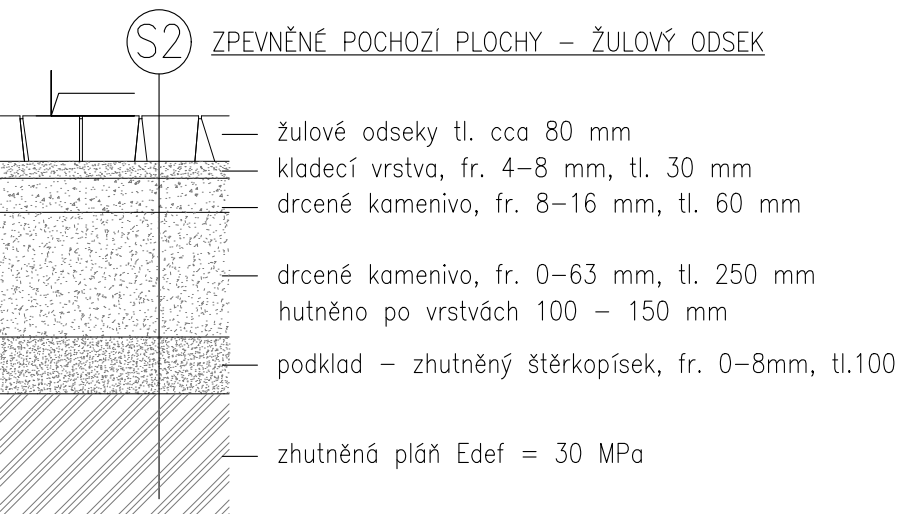 S2 ZPEVNĚNÉ POCHOZÍ PLOCHY – ŽULOVÝ ODSEK
žulové odseky tl. cca 80 mm
kladecí vrstva, fr. 4–8 mm, tl. 30 mm
drcené kamenivo, fr. 8–16 mm, tl. 60 mm
drcené kamenivo, fr. 0–63 mm, tl. 250 mm
hutněno po vrstvách 100 – 150 mm
podklad – zhutněný štěrkopísek, fr. 0–8mm, tl.100
zhutněná pláň Edef = 30 MPa